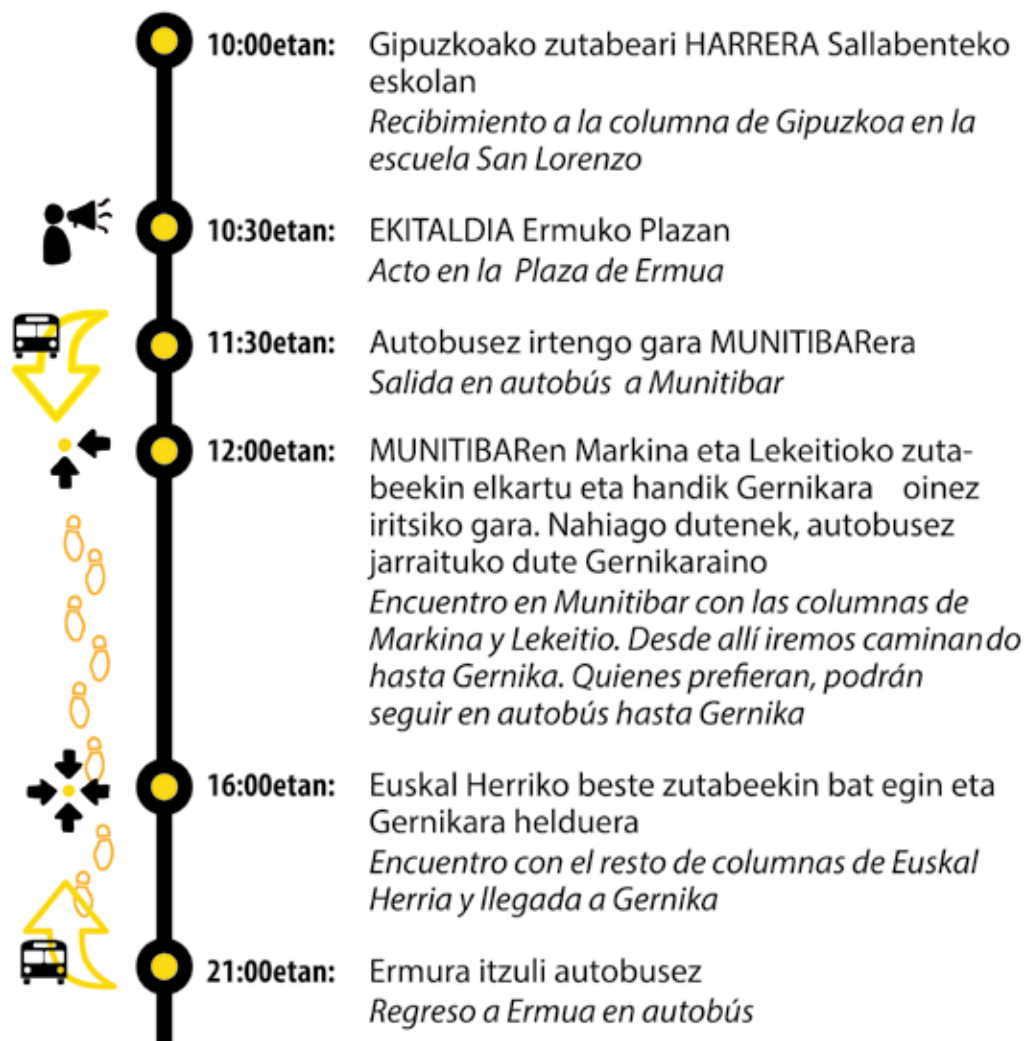 10:00etan: Gipuzkoako zutabeari HARRERA Sallabenteko
eskolan
Recibimiento a la columna de Gipuzkoa en la
escuela San Lorenzo
10:30etan: EKITALDIA Ermuko Plazan
Acto en la Plaza de Ermua
11:30etan: Autobusez irtengo gara MUNITIBARera
Salida en autobús a Munitibar
12:00etan: MUNITIBARen Markina eta Lekeitioko zuta-
beekin elkartu eta handik Gernikara oinez
iritsiko gara. Nahiago dutenek, autobusez
jarraituko dute Gernikaraino
Encuentro en Munitibar con las columnas de
Markina y Lekeitio. Desde allí iremos caminando
hasta Gernika. Quienes prefieran, podrán
seguir en autobús hasta Gernika
16:00etan: Euskal Herriko beste zutabeekin bat egin eta
Gernikara helduera
Encuentro con el resto de columnas de Euskal
Herria y llegada a Gernika
21:00etan: Ermura itzuli autobusez
Regreso a Ermua en autobús